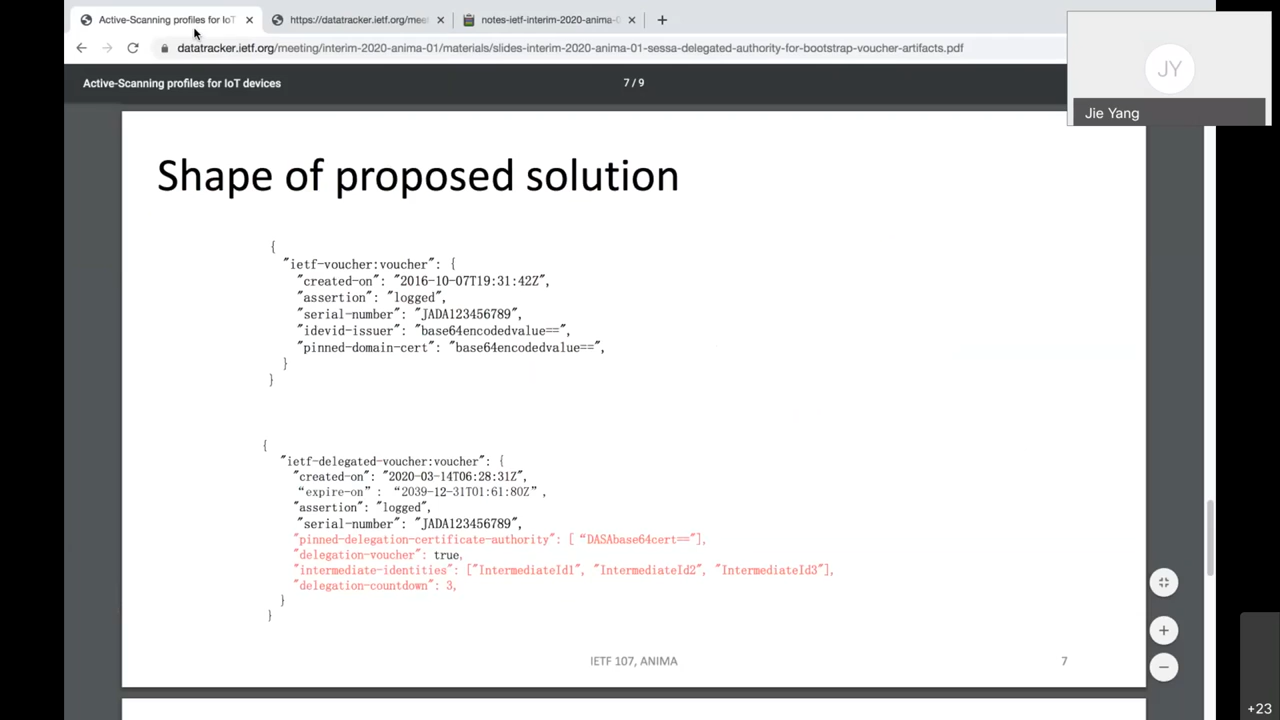 Active-Scanning profiles for IoT
https://datatracker.ietf.org/mee
notes-ietf-interim-2020-anima-
datatracker.ietf.org/meeting/interim-2020-anima-01/materials/slides-interim-2020-anima-01-sessa-delegated-authority-for-bootstrap-voucher-artifacts.pdf
Active-Scanning profiles for IoT devices
7 / 9
JY
Jie Yang
Shape of proposed solution
{
"ietf-voucher:voucher": {
"created-on": "2016-10-07T19:31:42Z",
"assertion": "logged",
"serial-number": "JADA123456789",
"idevid-issuer": "base64encodedvalue==",
"pinned-domain-cert": "base64encodedvalue==",
}
}
{
"ietf-delegated-voucher:voucher": {
"created-on": "2020-03-14T06:28:31Z",
“expire-on” : “2039-12-31T01:61:80Z” ,
"assertion": "logged",
"serial-number": "JADA123456789",
"pinned-delegation-certificate-authority": [ “DASAbase64cert=="],
"delegation-voucher": true,
"intermediate-identities": ["IntermediateId1", "IntermediateId2", "IntermediateId3"],
"delegation-countdown": 3,
}
}
IETF 107, ANIMA
7
+23